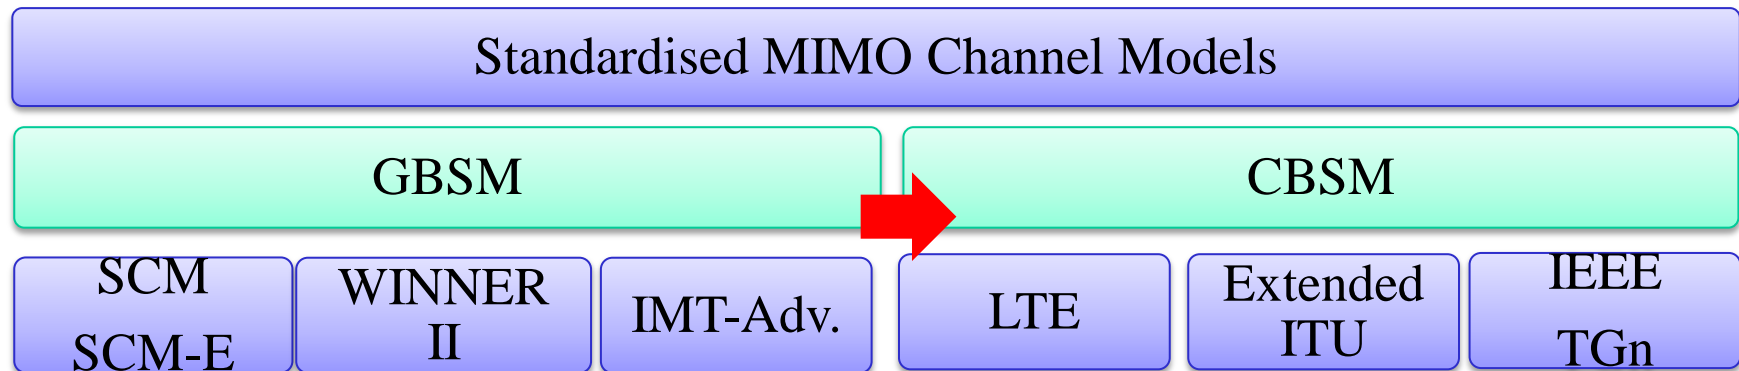 Standardised MIMO Channel Models
GBSM
CBSM
SCM
SCM-E
WINNER
II
IMT-Adv.
LTE
Extended
ITU
IEEE
TGn